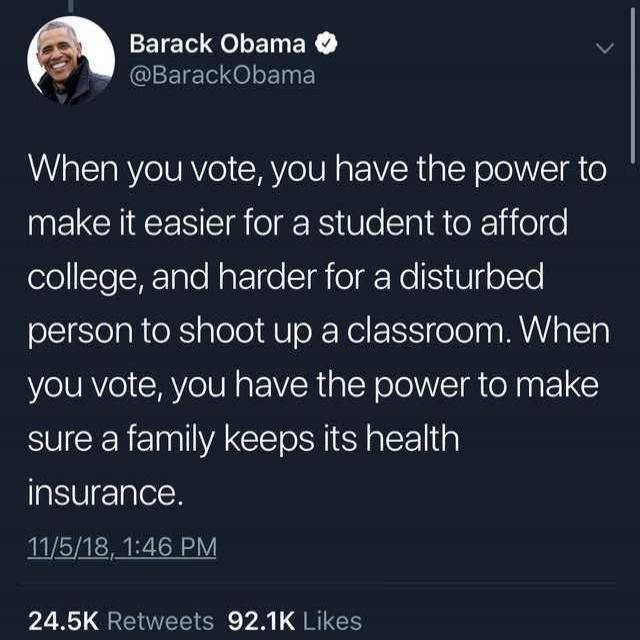 Barack Obama
@BarackObama
When you vote, you have the power to
make it easier for a student to afford
college, and harder for a disturbed
person to shoot up a classroom. When
you vote, you have the power to make
sure a family keeps its health
insurance.
11/5/18, 1:46 PM
24.5K Retweets 92.1K Likes